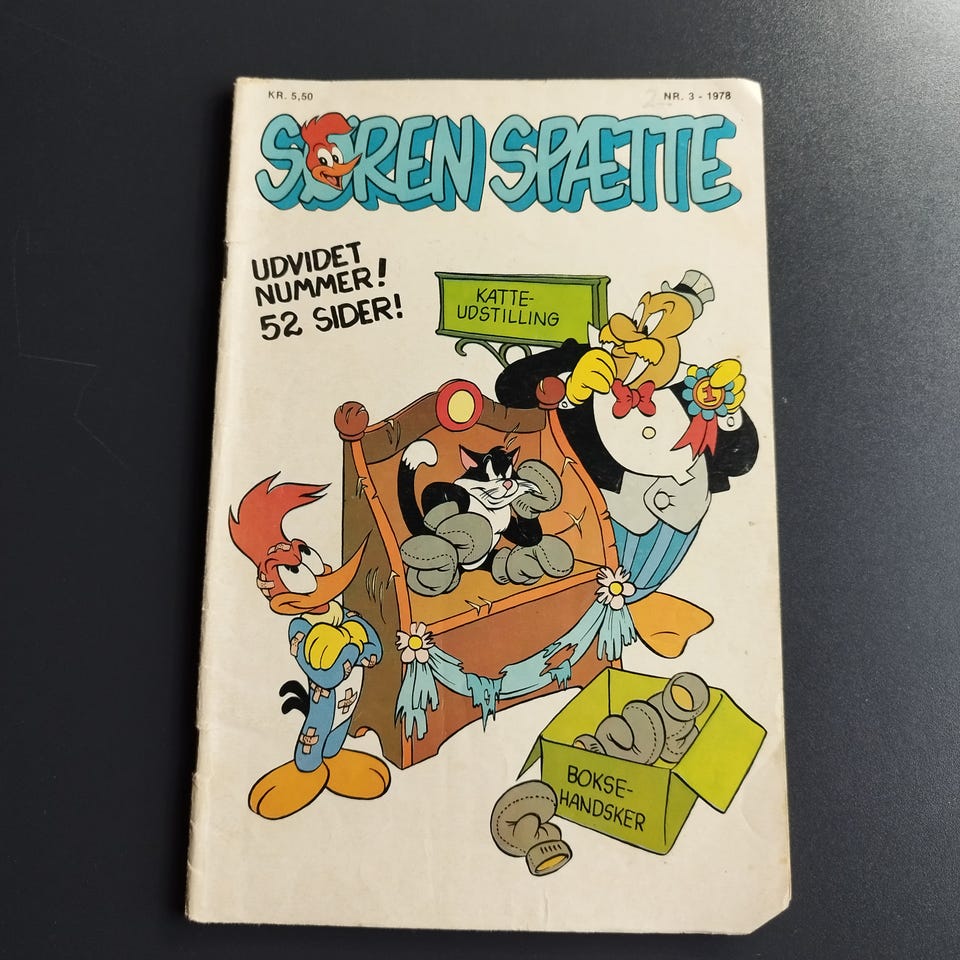 KR. 5,50
NR. 3 - 1978
SØREN SPÆTTE
UDVIDET
NUMMER!
52 SIDER!
KATTE-
UDSTILLING
1
BOKSE-
HANDSKER